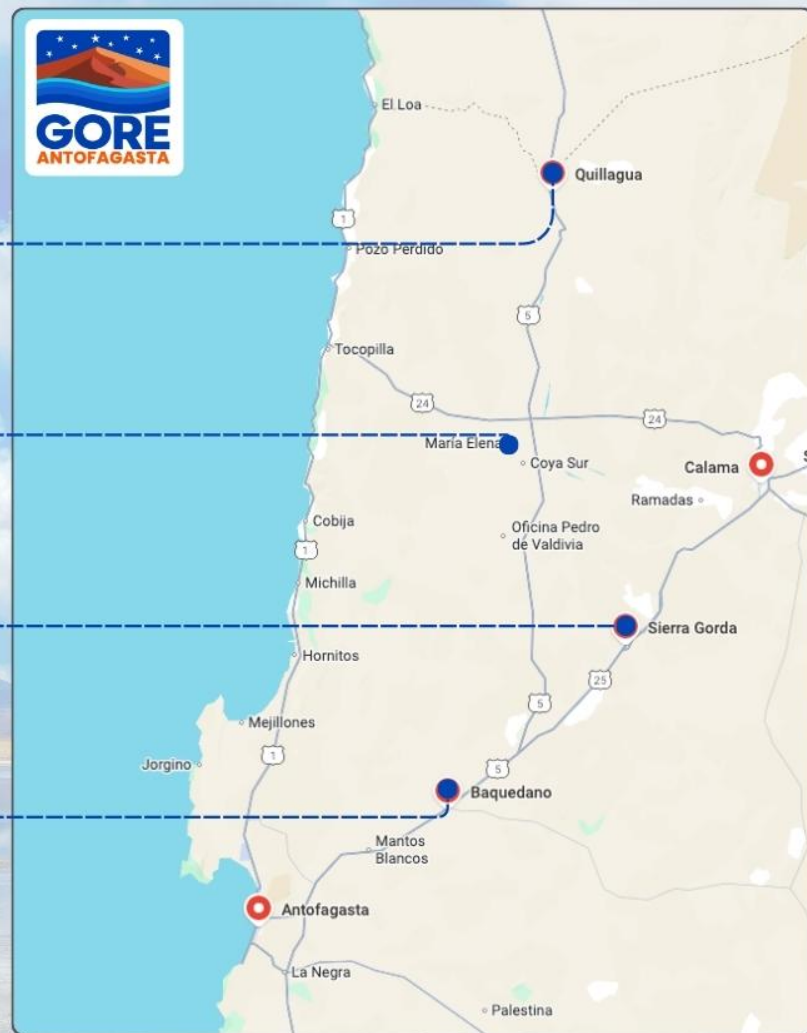 GORE
ANTOFAGASTA
El Loa
Quillagua
1
Pozo Perdido
5
Tocopilla
24
24
María Elena
Coya Sur
Calama
S
Ramadas
Cobija
Oficina Pedro
de Valdivia
1
Michilla
Sierra Gorda
Hornitos
25
5
Mejillones
1
Jorgino
5
Baquedano
Mantos
Blancos
Antofagasta
La Negra
Palestina